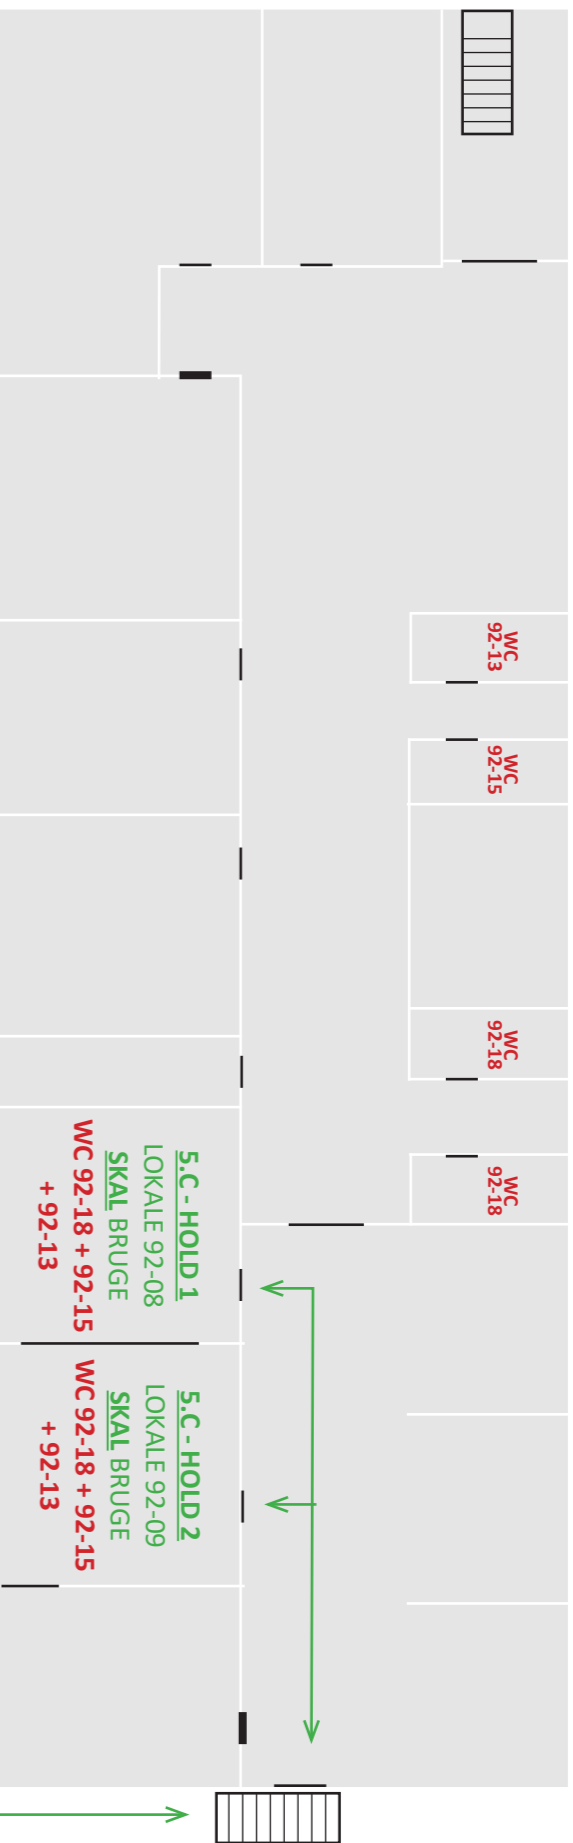 WC
92-13
WC
92-15
WC
92-18
WC
92-18
5.C - HOLD 1
LOKALE 92-08
SKAL BRUGE
WC 92-18 + 92-15
+ 92-13
5.C - HOLD 2
LOKALE 92-09
SKAL BRUGE
WC 92-18 + 92-15
+ 92-13